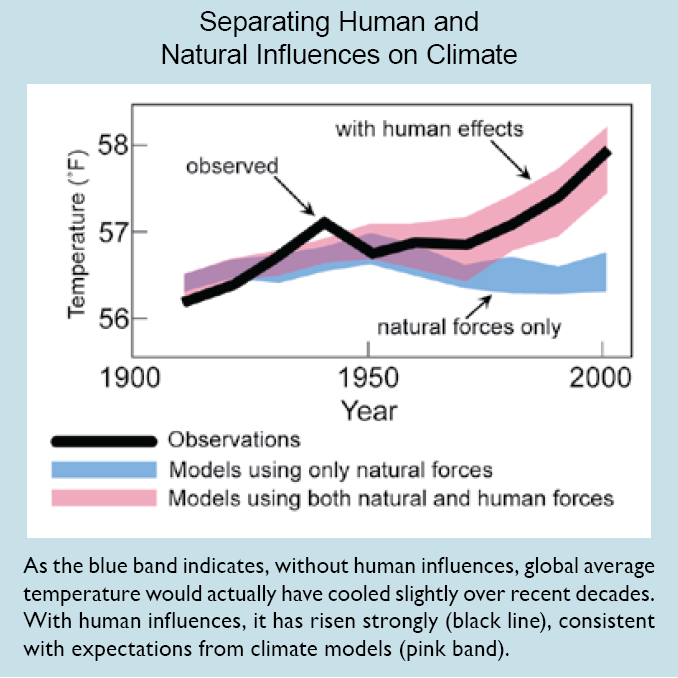 Separating Human and
Natural Influences on Climate
with human effects
observed
natural forces only
Temperature (°F)
58
57
56
1900
1950
2000
Year
Observations
Models using only natural forces
Models using both natural and human forces
As the blue band indicates, without human influences, global average
temperature would actually have cooled slightly over recent decades.
With human influences, it has risen strongly (black line), consistent
with expectations from climate models (pink band).